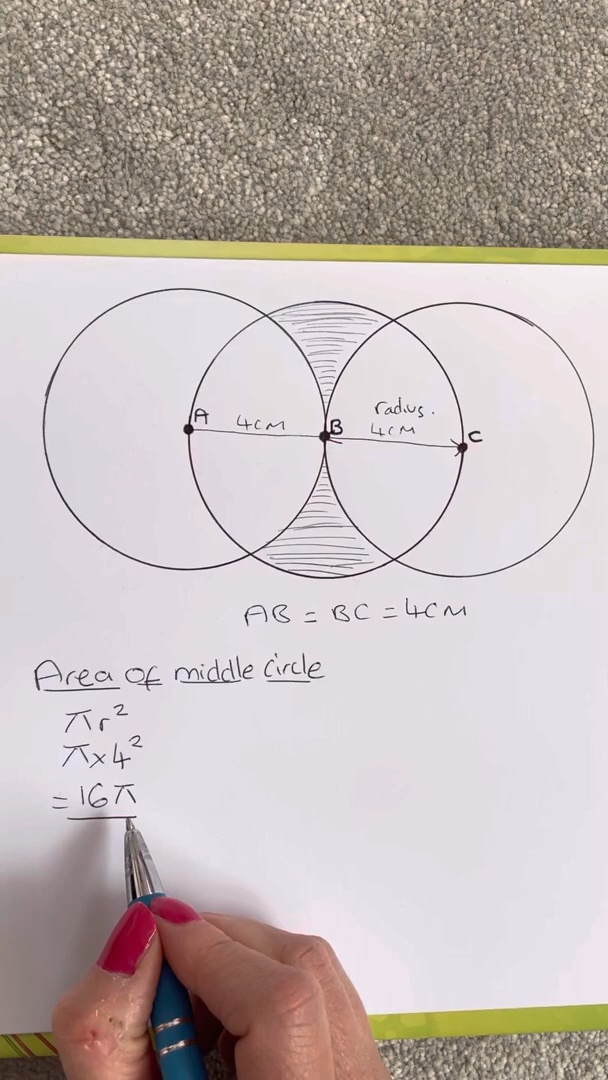 A 4cm B radius.
4cm C
AB = BC = 4cm
Area of middle circle
πr²
π×4²
= 16π